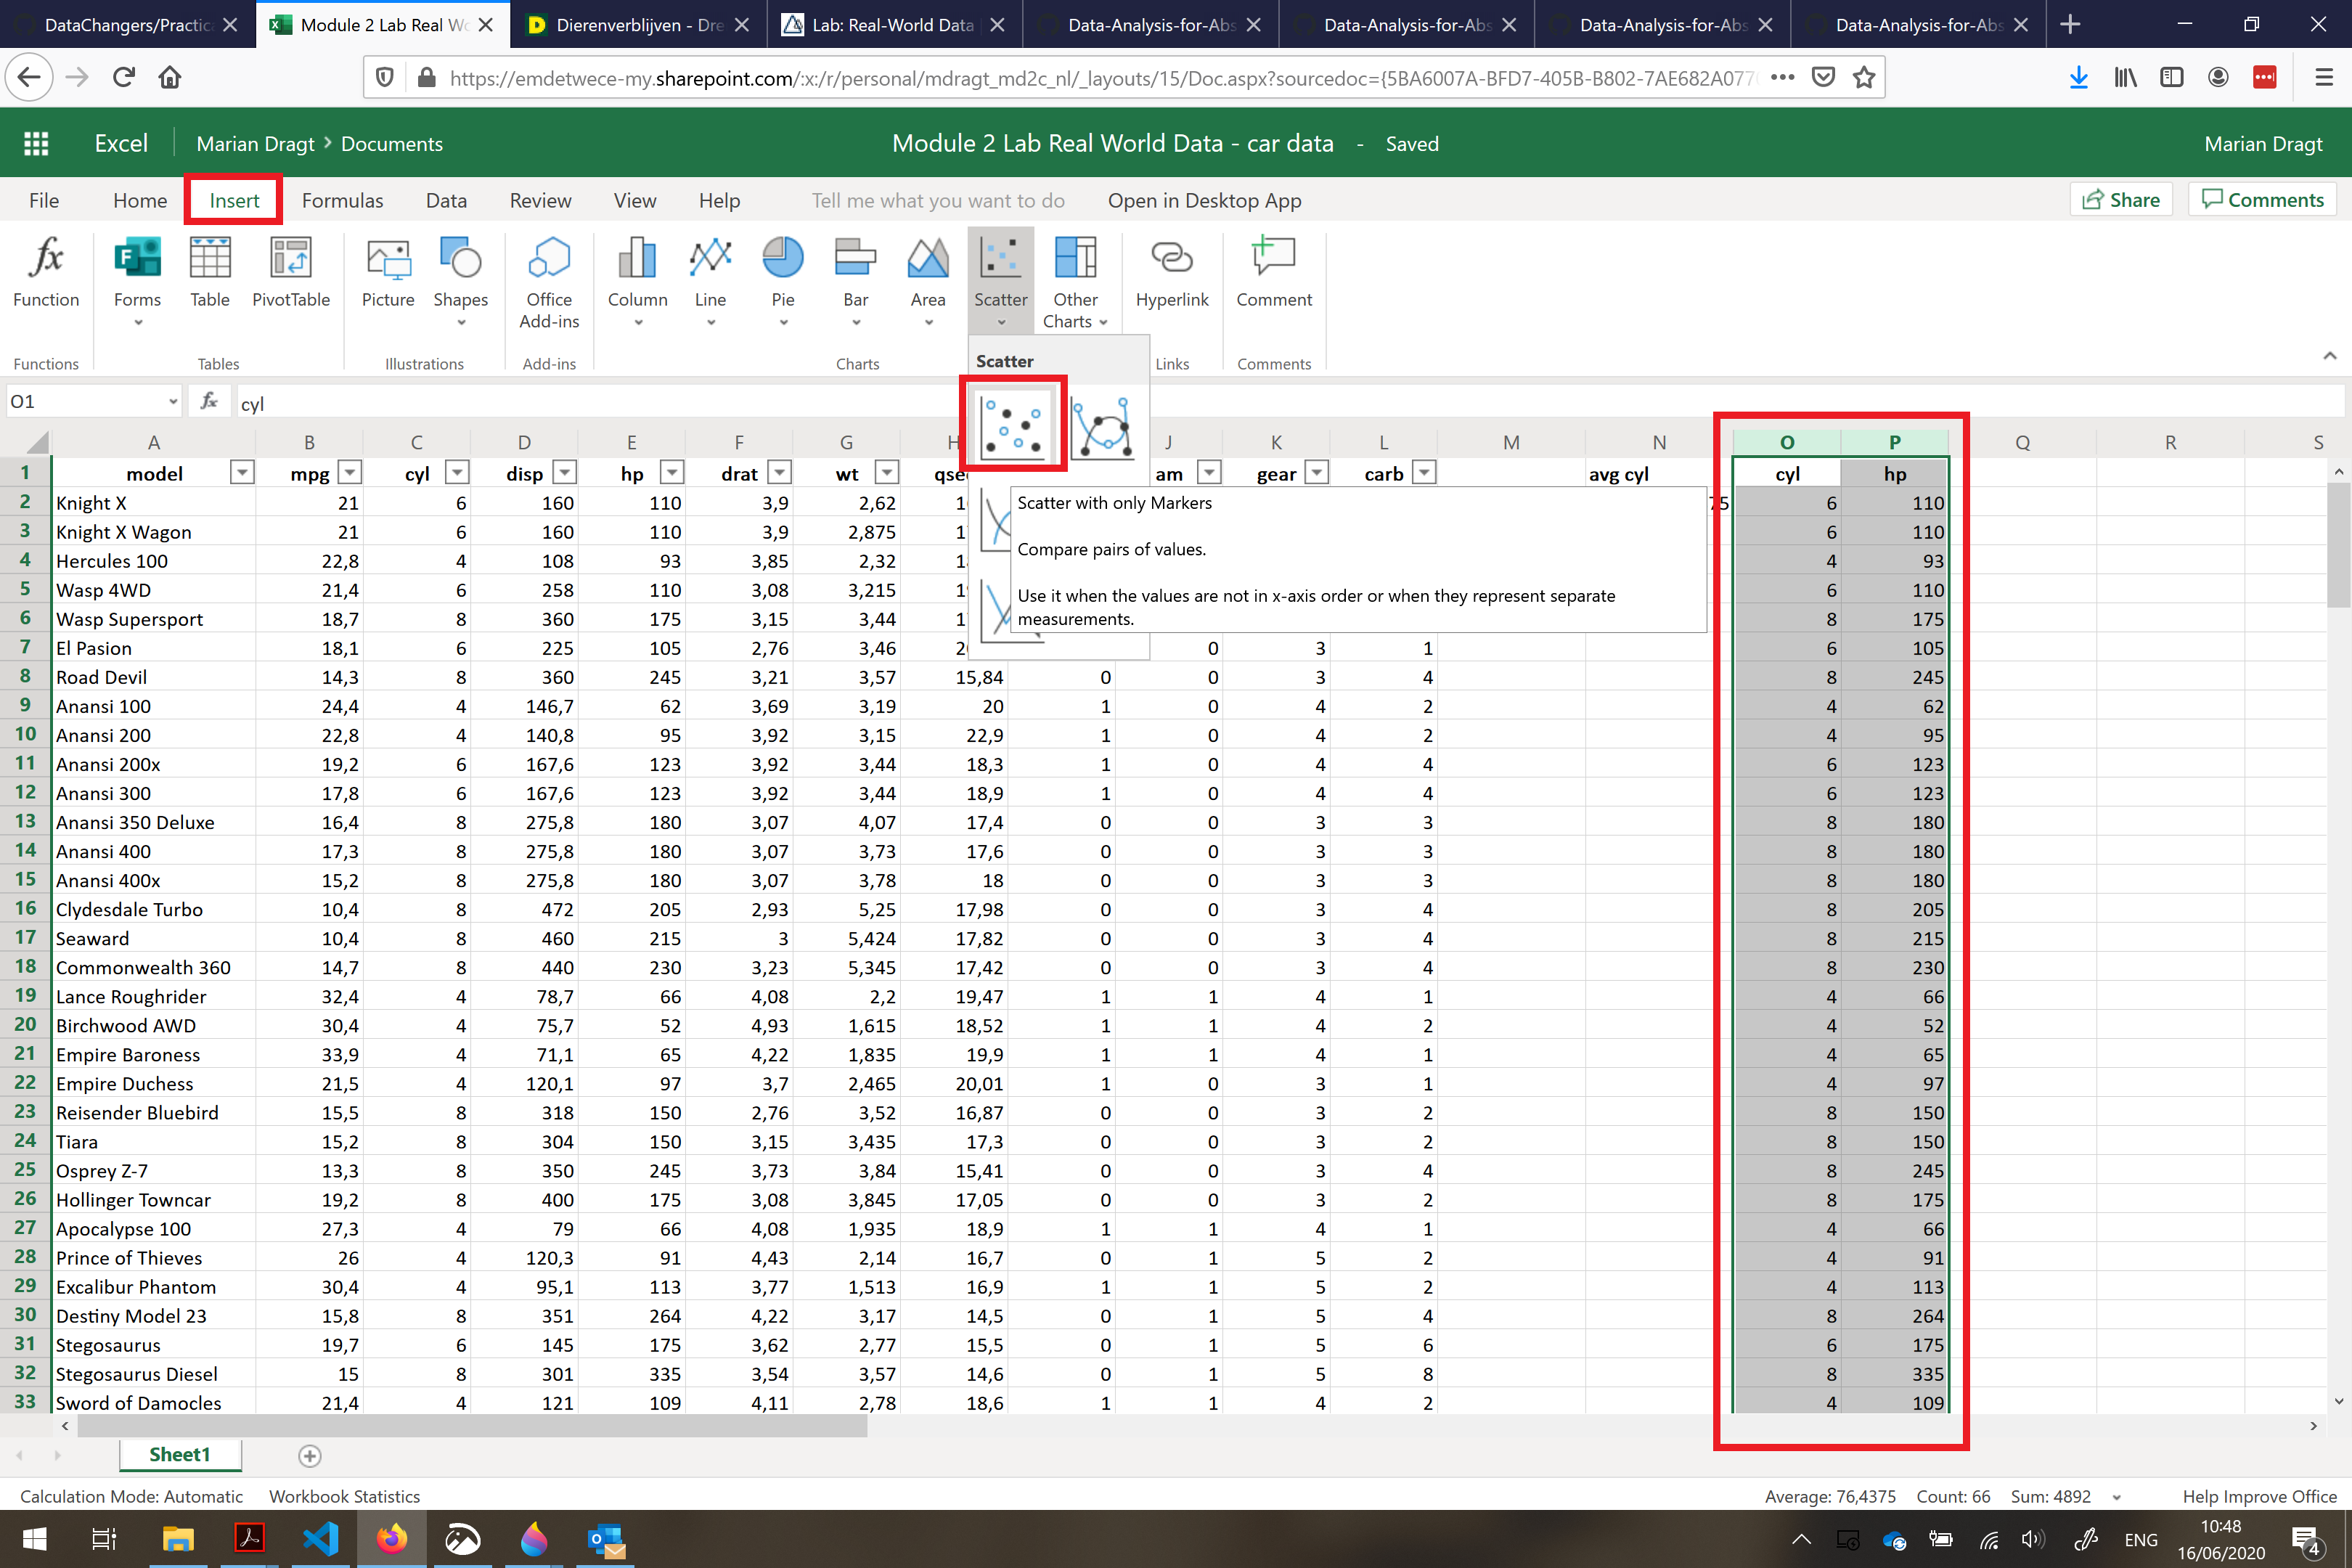 DataChangers/Practic
Module 2 Lab Real Wo
Dierenverblijven - Dre
Lab: Real-World Data
Data-Analysis-for-Abs
Data-Analysis-for-Abs
Data-Analysis-for-Abs
Data-Analysis-for-Abs
https://emdetwece-my.sharepoint.com/:x:/r/personal/mdragt_md2c_nl/_layouts/15/Doc.aspx?sourcedoc={5BA6007A-BFD7-405B-B802-7AE682A077
Excel Marian Dragt > Documents Module 2 Lab Real World Data - car data - Saved Marian Dragt
File Home Insert Formulas Data Review View Help Tell me what you want to do Open in Desktop App Share Comments
Function Forms Table PivotTable Picture Shapes Office Add-ins Column Line Pie Bar Area Scatter Other Charts Hyperlink Comment
Functions Tables Illustrations Add-ins Charts Links Comments
Scatter
O1 fx cyl
A B C D E F G H J K L M N O P Q R S
1 model mpg cyl disp hp drat wt qse am gear carb avg cyl cyl hp
2 Knight X 21 6 160 110 3,9 2,62 1 75 6 110
3 Knight X Wagon 21 6 160 110 3,9 2,875 1 6 110
4 Hercules 100 22,8 4 108 93 3,85 2,32 1 4 93
5 Wasp 4WD 21,4 6 258 110 3,08 3,215 1 6 110
6 Wasp Supersport 18,7 8 360 175 3,15 3,44 1 8 175
Scatter with only Markers
Compare pairs of values.
Use it when the values are not in x-axis order or when they represent separate
measurements.
7 El Pasion 18,1 6 225 105 2,76 3,46 2 0 3 1 6 105
8 Road Devil 14,3 8 360 245 3,21 3,57 15,84 0 0 3 4 8 245
9 Anansi 100 24,4 4 146,7 62 3,69 3,19 20 1 0 4 2 4 62
10 Anansi 200 22,8 4 140,8 95 3,92 3,15 22,9 1 0 4 2 4 95
11 Anansi 200x 19,2 6 167,6 123 3,92 3,44 18,3 1 0 4 4 6 123
12 Anansi 300 17,8 6 167,6 123 3,92 3,44 18,9 1 0 4 4 6 123
13 Anansi 350 Deluxe 16,4 8 275,8 180 3,07 4,07 17,4 0 0 3 3 8 180
14 Anansi 400 17,3 8 275,8 180 3,07 3,73 17,6 0 0 3 3 8 180
15 Anansi 400x 15,2 8 275,8 180 3,07 3,78 18 0 0 3 3 8 180
16 Clydesdale Turbo 10,4 8 472 205 2,93 5,25 17,98 0 0 3 4 8 205
17 Seaward 10,4 8 460 215 3 5,424 17,82 0 0 3 4 8 215
18 Commonwealth 360 14,7 8 440 230 3,23 5,345 17,42 0 0 3 4 8 230
19 Lance Roughrider 32,4 4 78,7 66 4,08 2,2 19,47 1 1 4 1 4 66
20 Birchwood AWD 30,4 4 75,7 52 4,93 1,615 18,52 1 1 4 2 4 52
21 Empire Baroness 33,9 4 71,1 65 4,22 1,835 19,9 1 1 4 1 4 65
22 Empire Duchess 21,5 4 120,1 97 3,7 2,465 20,01 1 0 3 1 4 97
23 Reisender Bluebird 15,5 8 318 150 2,76 3,52 16,87 0 0 3 2 8 150
24 Tiara 15,2 8 304 150 3,15 3,435 17,3 0 0 3 2 8 150
25 Osprey Z-7 13,3 8 350 245 3,73 3,84 15,41 0 0 3 4 8 245
26 Hollinger Towncar 19,2 8 400 175 3,08 3,845 17,05 0 0 3 2 8 175
27 Apocalypse 100 27,3 4 79 66 4,08 1,935 18,9 1 1 4 1 4 66
28 Prince of Thieves 26 4 120,3 91 4,43 2,14 16,7 0 1 5 2 4 91
29 Excalibur Phantom 30,4 4 95,1 113 3,77 1,513 16,9 1 1 5 2 4 113
30 Destiny Model 23 15,8 8 351 264 4,22 3,17 14,5 0 1 5 4 8 264
31 Stegosaurus 19,7 6 145 175 3,62 2,77 15,5 0 1 5 6 6 175
32 Stegosaurus Diesel 15 8 301 335 3,54 3,57 14,6 0 1 5 8 8 335
33 Sword of Damocles 21,4 4 121 109 4,11 2,78 18,6 1 1 4 2 4 109
Sheet1
Calculation Mode: Automatic Workbook Statistics Average: 76,4375 Count: 66 Sum: 4892 Help Improve Office
ENG 10:48
16/06/2020 4